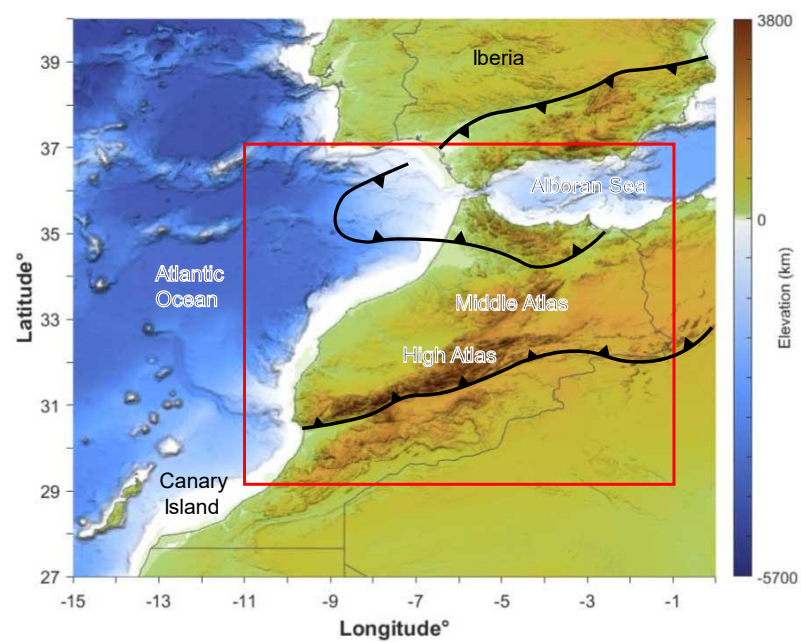 39
37
35
33
31
29
27
Latitude°
-15
-13
-11
-9
-7
-5
-3
-1
Longitude°
Iberia
Alboran Sea
Atlantic
Ocean
Middle Atlas
High Atlas
Canary
Island
3800
0
-5700
Elevation (km)